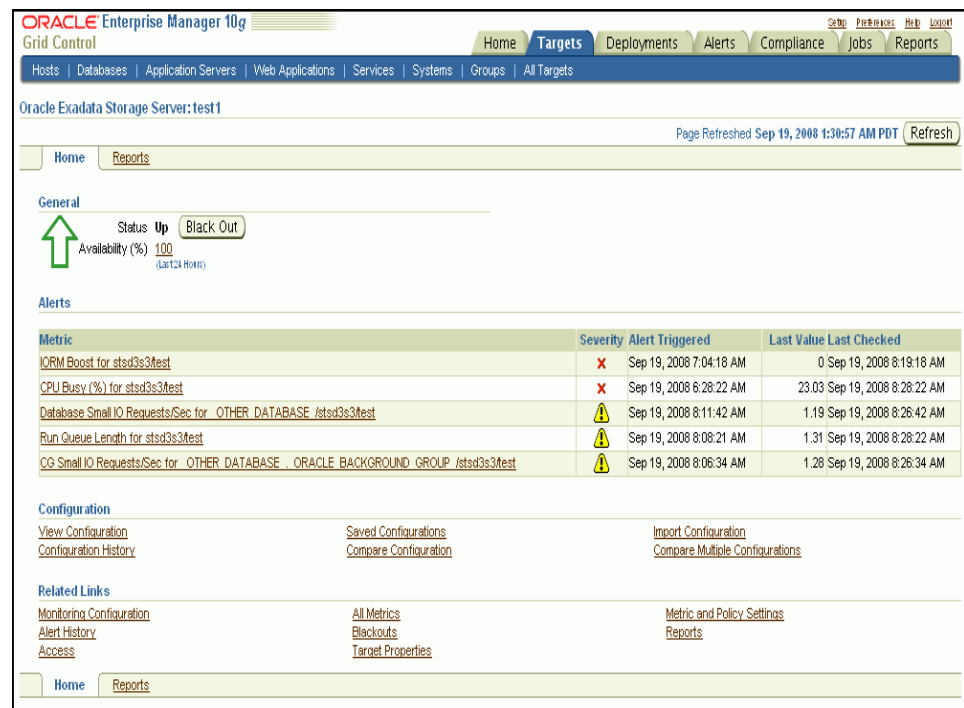 ORACLE Enterprise Manager 10g
Setup Preferences Help Logout
Grid Control
Home Targets Deployments Alerts Compliance Jobs Reports
Hosts | Databases | Application Servers | Web Applications | Services | Systems | Groups | All Targets
Oracle Exadata Storage Server: test1
Page Refreshed Sep 19, 2008 1:30:57 AM PDT Refresh
Home Reports
General
Status Up Black Out
Availability (%) 100
(Last 24 Hours)
Alerts
Metric Severity Alert Triggered Last Value Last Checked
IORM Boost for stsd3s3/test Sep 19, 2008 7:04:18 AM 0 Sep 19, 2008 8:19:18 AM
CPU Busy (%) for stsd3s3/test Sep 19, 2008 6:28:22 AM 23.03 Sep 19, 2008 8:28:22 AM
Database Small IO Requests/Sec for _OTHER_DATABASE_/stsd3s3/test Sep 19, 2008 8:11:42 AM 1.19 Sep 19, 2008 8:26:42 AM
Run Queue Length for stsd3s3/test Sep 19, 2008 8:08:21 AM 1.31 Sep 19, 2008 8:28:22 AM
CG Small IO Requests/Sec for _OTHER_DATABASE_._ORACLE_BACKGROUND_GROUP_/stsd3s3/test Sep 19, 2008 8:06:34 AM 1.28 Sep 19, 2008 8:26:34 AM
Configuration
View Configuration Saved Configurations Import Configuration
Configuration History Compare Configuration Compare Multiple Configurations
Related Links
Monitoring Configuration All Metrics Metric and Policy Settings
Alert History Blackouts Reports
Access Target Properties
Home Reports